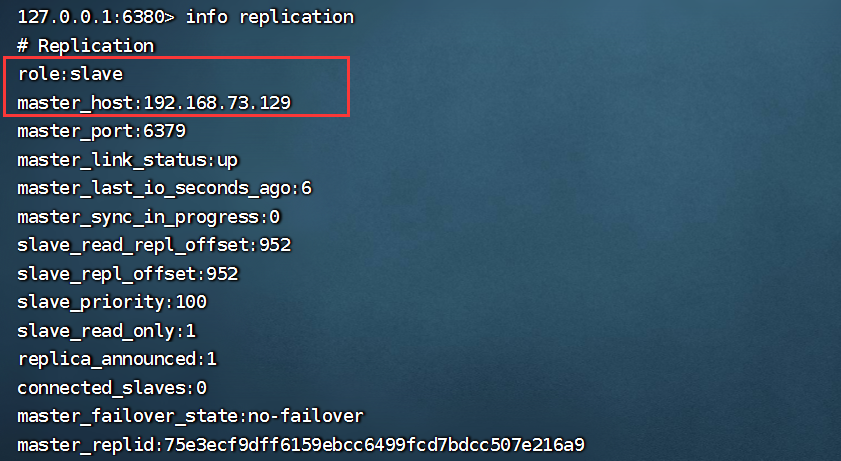 127.0.0.1:6380> info replication
# Replication
role:slave
master_host:192.168.73.129
master_port:6379
master_link_status:up
master_last_io_seconds_ago:6
master_sync_in_progress:0
slave_read_repl_offset:952
slave_repl_offset:952
slave_priority:100
slave_read_only:1
replica_announced:1
connected_slaves:0
master_failover_state:no-failover
master_replid:75e3ecf9dff6159ebcc6499fcd7bdcc507e216a9